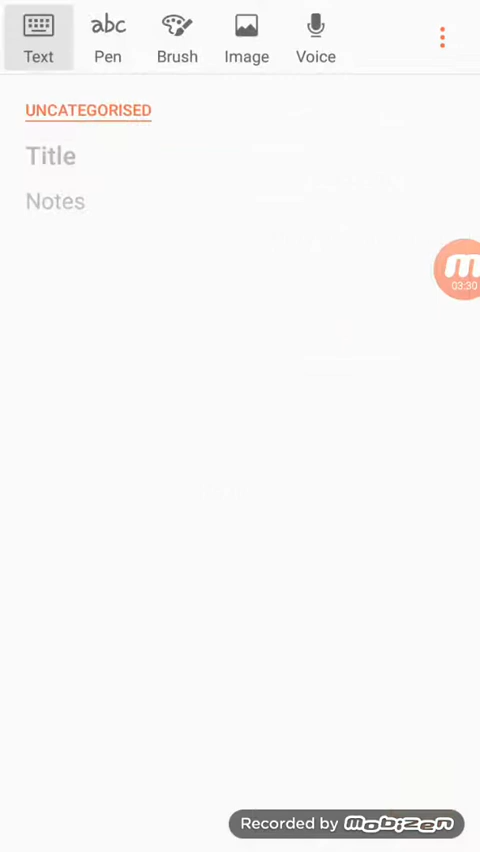 abc
Text Pen Brush Image Voice
UNCATEGORISED
Title
Notes
m
03:30
Recorded by mobizen